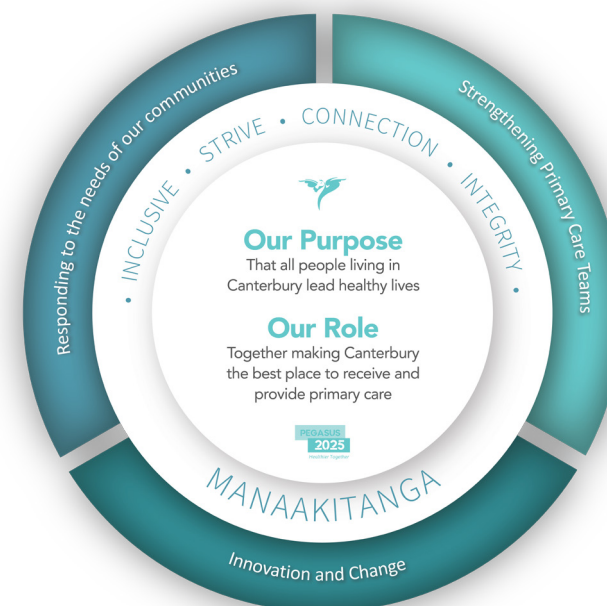 Responding to the needs of our communities
Strengthening Primary Care Teams
• INCLUSIVE • STRIVE • CONNECTION • INTEGRITY •
Our Purpose
That all people living in
Canterbury lead healthy lives
Our Role
Together making Canterbury
the best place to receive and
provide primary care
PEGASUS
2025
Healthier Together
MANAAKITANGA
Innovation and Change